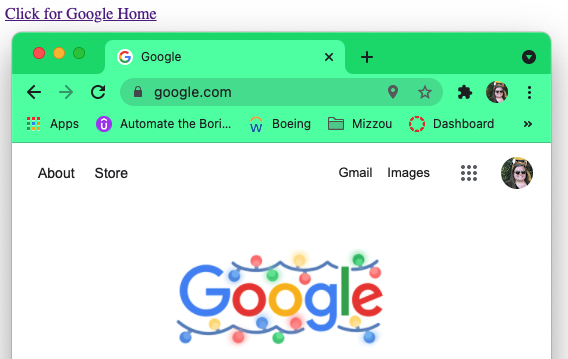 Click for Google Home
Google
google.com
Apps Automate the Bori... Boeing Mizzou Dashboard »
About Store Gmail Images
Google